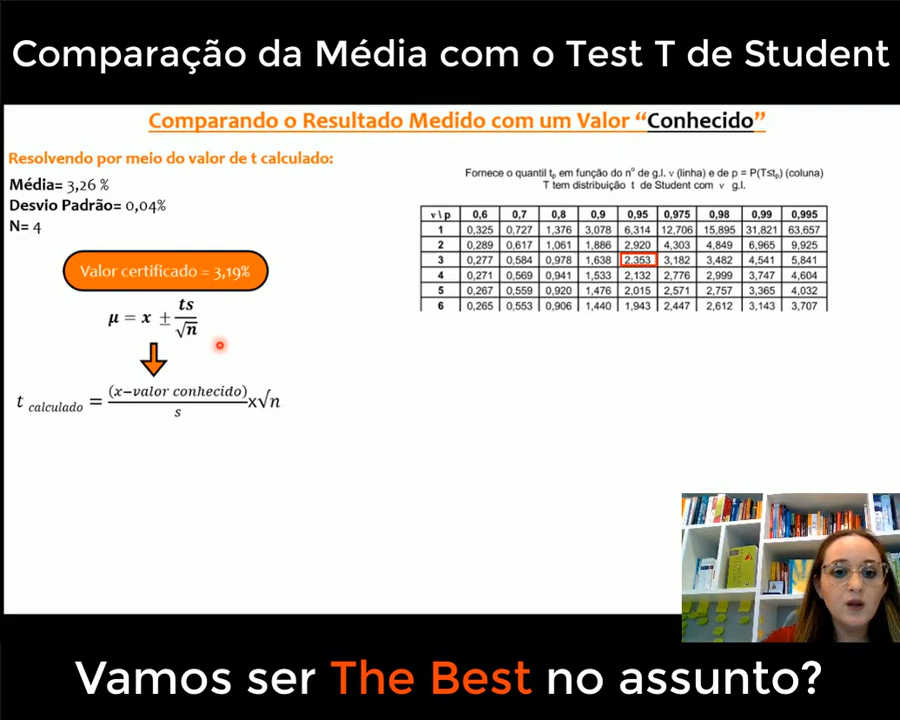 Comparação da Média com o Test T de Student
Comparando o Resultado Medido com um Valor “Conhecido”
Resolvendo por meio do valor de t calculado:
Média= 3,26 %
Desvio Padrão= 0,04%
N= 4
Valor certificado = 3,19%
μ = x ± ts/√n
t calculado = (x−valor conhecido)/s x√n
Fornece o quantil tp em função do nº de g.l. ν (linha) e de p = P(T≤tp) (coluna)
T tem distribuição t de Student com ν g.l.
ν \ p 0,6 0,7 0,8 0,9 0,95 0,975 0,98 0,99 0,995
1 0,325 0,727 1,376 3,078 6,314 12,706 15,895 31,821 63,657
2 0,289 0,617 1,061 1,886 2,920 4,303 4,849 6,965 9,925
3 0,277 0,584 0,978 1,638 2,353 3,182 3,482 4,541 5,841
4 0,271 0,569 0,941 1,533 2,132 2,776 2,999 3,747 4,604
5 0,267 0,559 0,920 1,476 2,015 2,571 2,757 3,365 4,032
6 0,265 0,553 0,906 1,440 1,943 2,447 2,612 3,143 3,707
Vamos ser The Best no assunto?